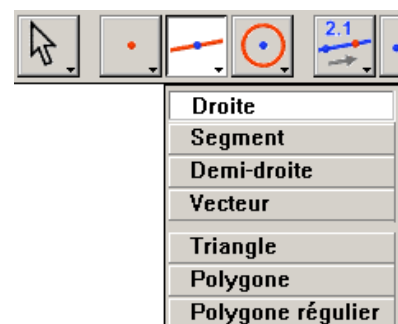 2.1
Droite
Segment
Demi-droite
Vecteur
Triangle
Polygone
Polygone régulier